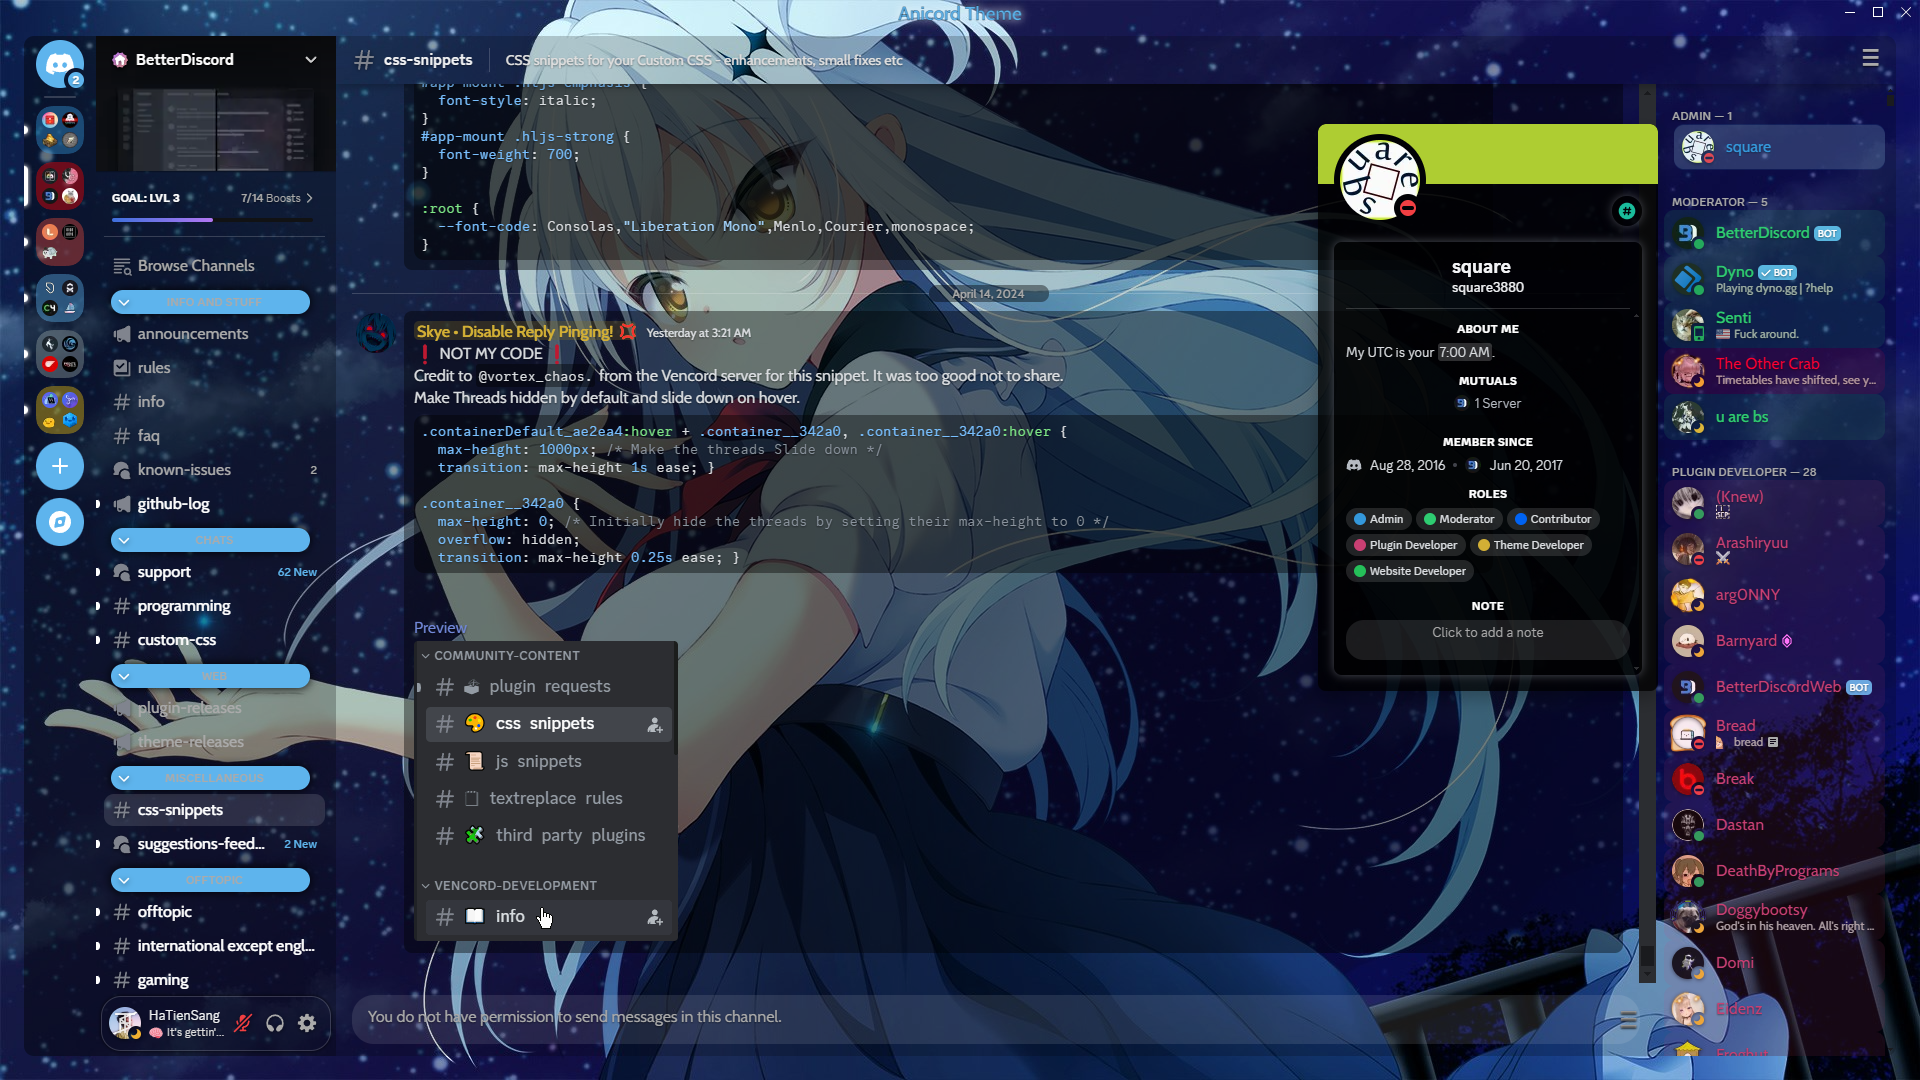 Anicord Theme
2
BetterDiscord
GOAL: LVL 3
7/14 Boosts
Browse Channels
INFO AND STUFF
announcements
rules
info
faq
known-issues
2
github-log
CHATS
support
62 New
programming
custom-css
WEB
plugin-releases
theme-releases
MISCELLANEOUS
css-snippets
suggestions-feed...
2 New
OFFTOPIC
offtopic
international except engl...
gaming
HaTienSang
It's gettin'...
css-snippets
CSS snippets for your Custom CSS - enhancements, small fixes etc
#app-mount .hljs-emphasis {
font-style: italic;
}
#app-mount .hljs-strong {
font-weight: 700;
}
:root {
--font-code: Consolas,"Liberation Mono",Menlo,Courier,monospace;
}
April 14, 2024
Skye • Disable Reply Pinging! Yesterday at 3:21 AM
❗ NOT MY CODE ❗
Credit to @vortex_chaos. from the Vencord server for this snippet. It was too good not to share.
Make Threads hidden by default and slide down on hover.
.containerDefault_ae2ea4:hover + .container__342a0, .container__342a0:hover {
max-height: 1000px; /* Make the threads Slide down */
transition: max-height 1s ease; }
.container__342a0 {
max-height: 0; /* Initially hide the threads by setting their max-height to 0 */
overflow: hidden;
transition: max-height 0.25s ease; }
Preview
COMMUNITY-CONTENT
plugin requests
css snippets
js snippets
textreplace rules
third party plugins
VENCORD-DEVELOPMENT
info
You do not have permission to send messages in this channel.
square
square
square3880
ABOUT ME
My UTC is your 7:00 AM.
MUTUALS
1 Server
MEMBER SINCE
Aug 28, 2016 • Jun 20, 2017
ROLES
Admin
Moderator
Contributor
Plugin Developer
Theme Developer
Website Developer
NOTE
Click to add a note
ADMIN — 1
square
MODERATOR — 5
BetterDiscord BOT
Dyno ✓ BOT
Playing dyno.gg | ?help
Senti
Fuck around.
The Other Crab
Timetables have shifted, see y...
u are bs
PLUGIN DEVELOPER — 28
(Knew)
Arashiryuu
arg0NNY
Barnyard
BetterDiscordWeb BOT
Bread
bread
Break
Dastan
DeathByPrograms
Doggybootsy
God's in his heaven. All's right ...
Domi
Eldenz